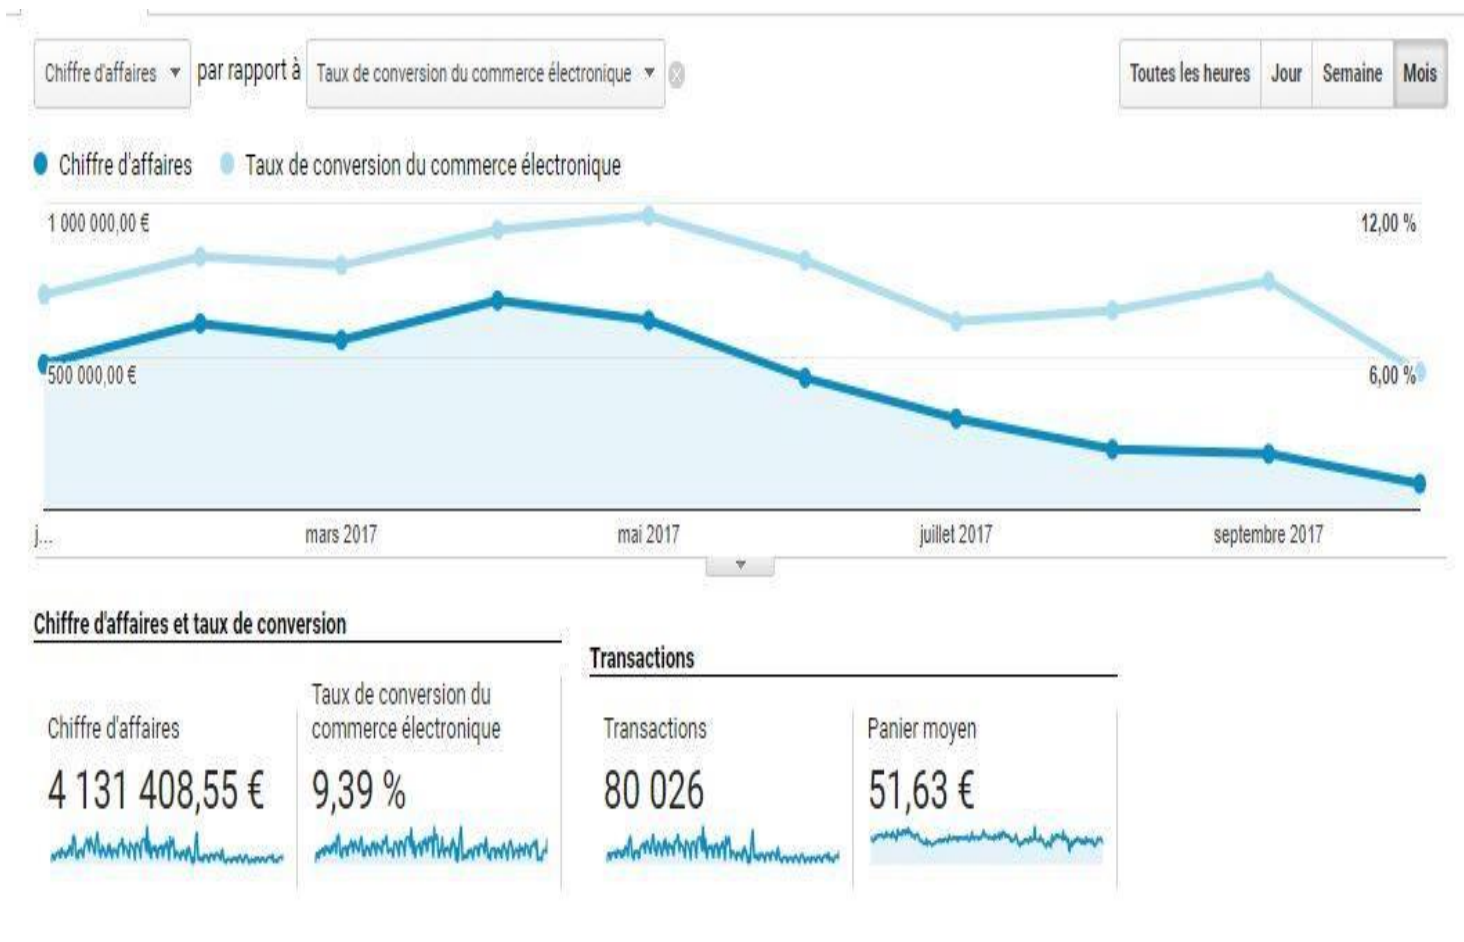 Chiffre d'affaires par rapport à Taux de conversion du commerce électronique
Toutes les heures Jour Semaine Mois
Chiffre d'affaires Taux de conversion du commerce électronique
1 000 000,00 € 12,00 %
500 000,00 € 6,00 %
j... mars 2017 mai 2017 juillet 2017 septembre 2017
Chiffre d'affaires et taux de conversion
Chiffre d'affaires
4 131 408,55 €
Taux de conversion du
commerce électronique
9,39 %
Transactions
Transactions
80 026
Panier moyen
51,63 €